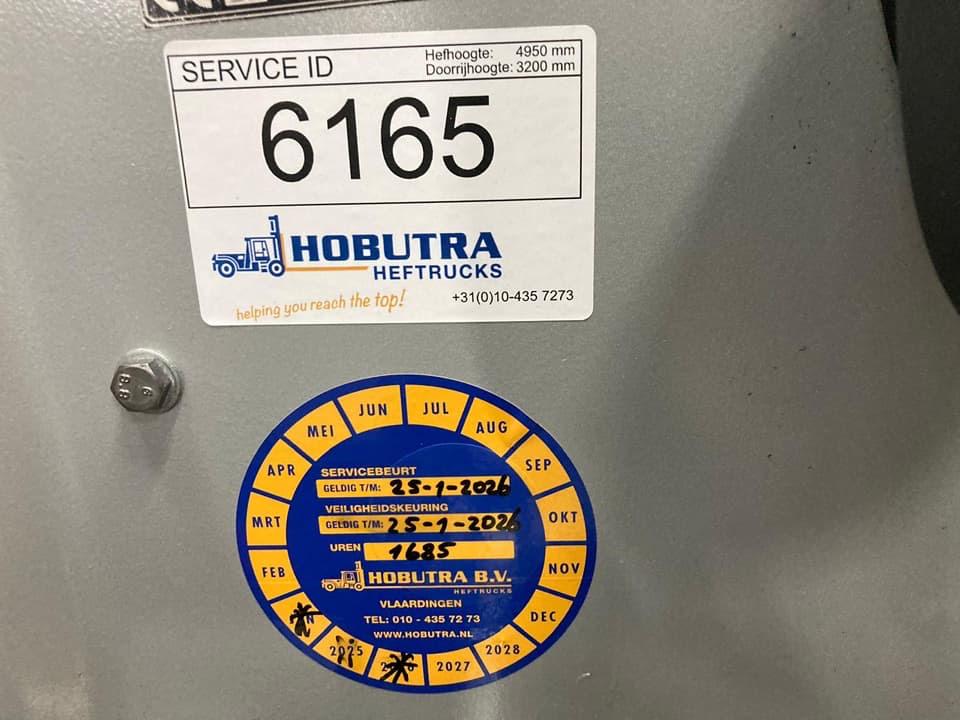 SERVICE ID
Hefhoogte: 4950 mm
Doorrijhoogte: 3200 mm
6165
HOBUTRA
HEFTRUCKS
helping you reach the top!
+31(0)10-435 7273
8.8
FEB
MRT
APR
MEI
JUN
JUL
AUG
SEP
OKT
NOV
DEC
SERVICEBEURT
GELDIG T/M: 25-1-2026
VEILIGHEIDSKEURING
GELDIG T/M: 25-1-2026
UREN 1685
HOBUTRA B.V.
HEFTRUCKS
VLAARDINGEN
TEL: 010 - 435 72 73
WWW.HOBUTRA.NL
2025
2027
2028